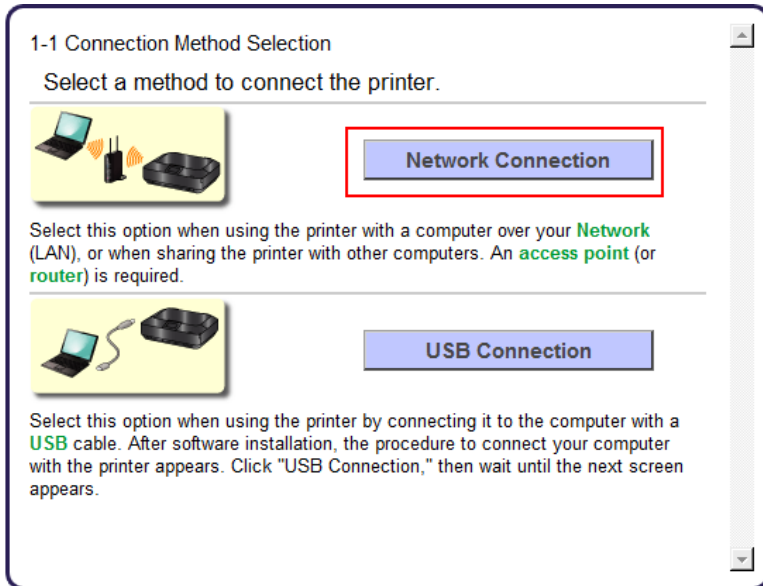 1-1 Connection Method Selection
Select a method to connect the printer.
Network Connection
Select this option when using the printer with a computer over your Network
(LAN), or when sharing the printer with other computers. An access point (or
router) is required.
USB Connection
Select this option when using the printer by connecting it to the computer with a
USB cable. After software installation, the procedure to connect your computer
with the printer appears. Click "USB Connection," then wait until the next screen
appears.